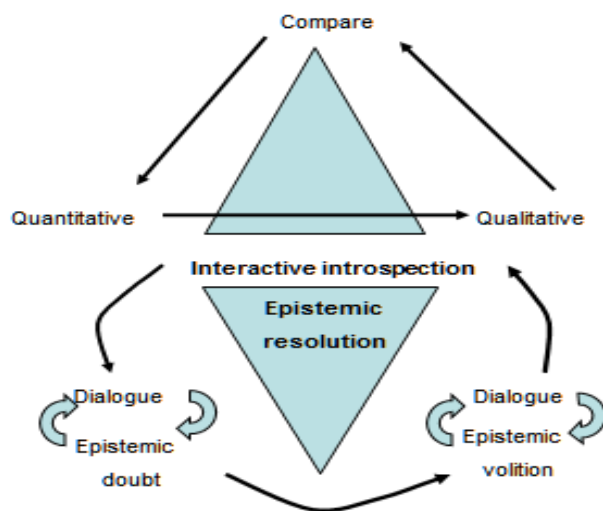 Compare
Quantitative
Qualitative
Interactive introspection
Epistemic
resolution
Dialogue
Epistemic
doubt
Dialogue
Epistemic
volition